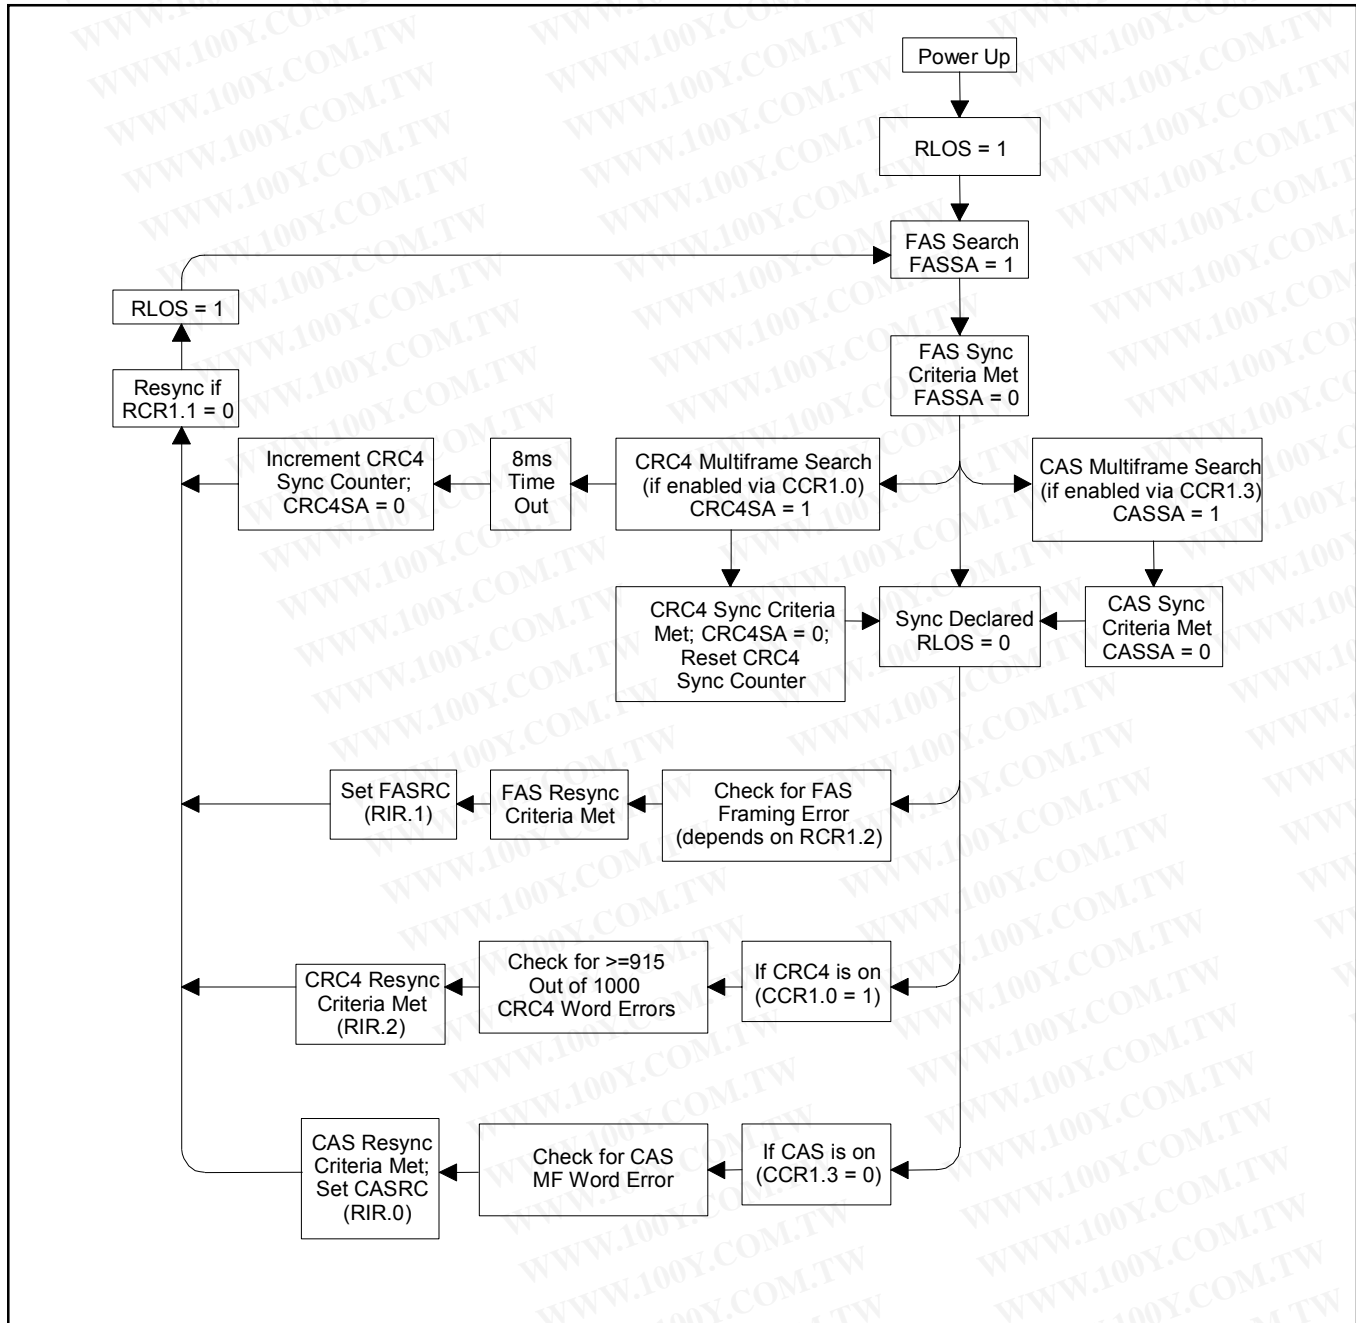 Power Up
RLOS = 1
FAS Search
FASSA = 1
RLOS = 1
FAS Sync
Criteria Met
FASSA = 0
Resync if
RCR1.1 = 0
Increment CRC4
Sync Counter;
CRC4SA = 0
8ms
Time
Out
CRC4 Multiframe Search
(if enabled via CCR1.0)
CRC4SA = 1
CAS Multiframe Search
(if enabled via CCR1.3)
CASSA = 1
CRC4 Sync Criteria
Met; CRC4SA = 0;
Reset CRC4
Sync Counter
Sync Declared
RLOS = 0
CAS Sync
Criteria Met
CASSA = 0
Set FASRC
(RIR.1)
FAS Resync
Criteria Met
Check for FAS
Framing Error
(depends on RCR1.2)
CRC4 Resync
Criteria Met
(RIR.2)
Check for >=915
Out of 1000
CRC4 Word Errors
If CRC4 is on
(CCR1.0 = 1)
CAS Resync
Criteria Met;
Set CASRC
(RIR.0)
Check for CAS
MF Word Error
If CAS is on
(CCR1.3 = 0)
WWW.100Y.COM.TW